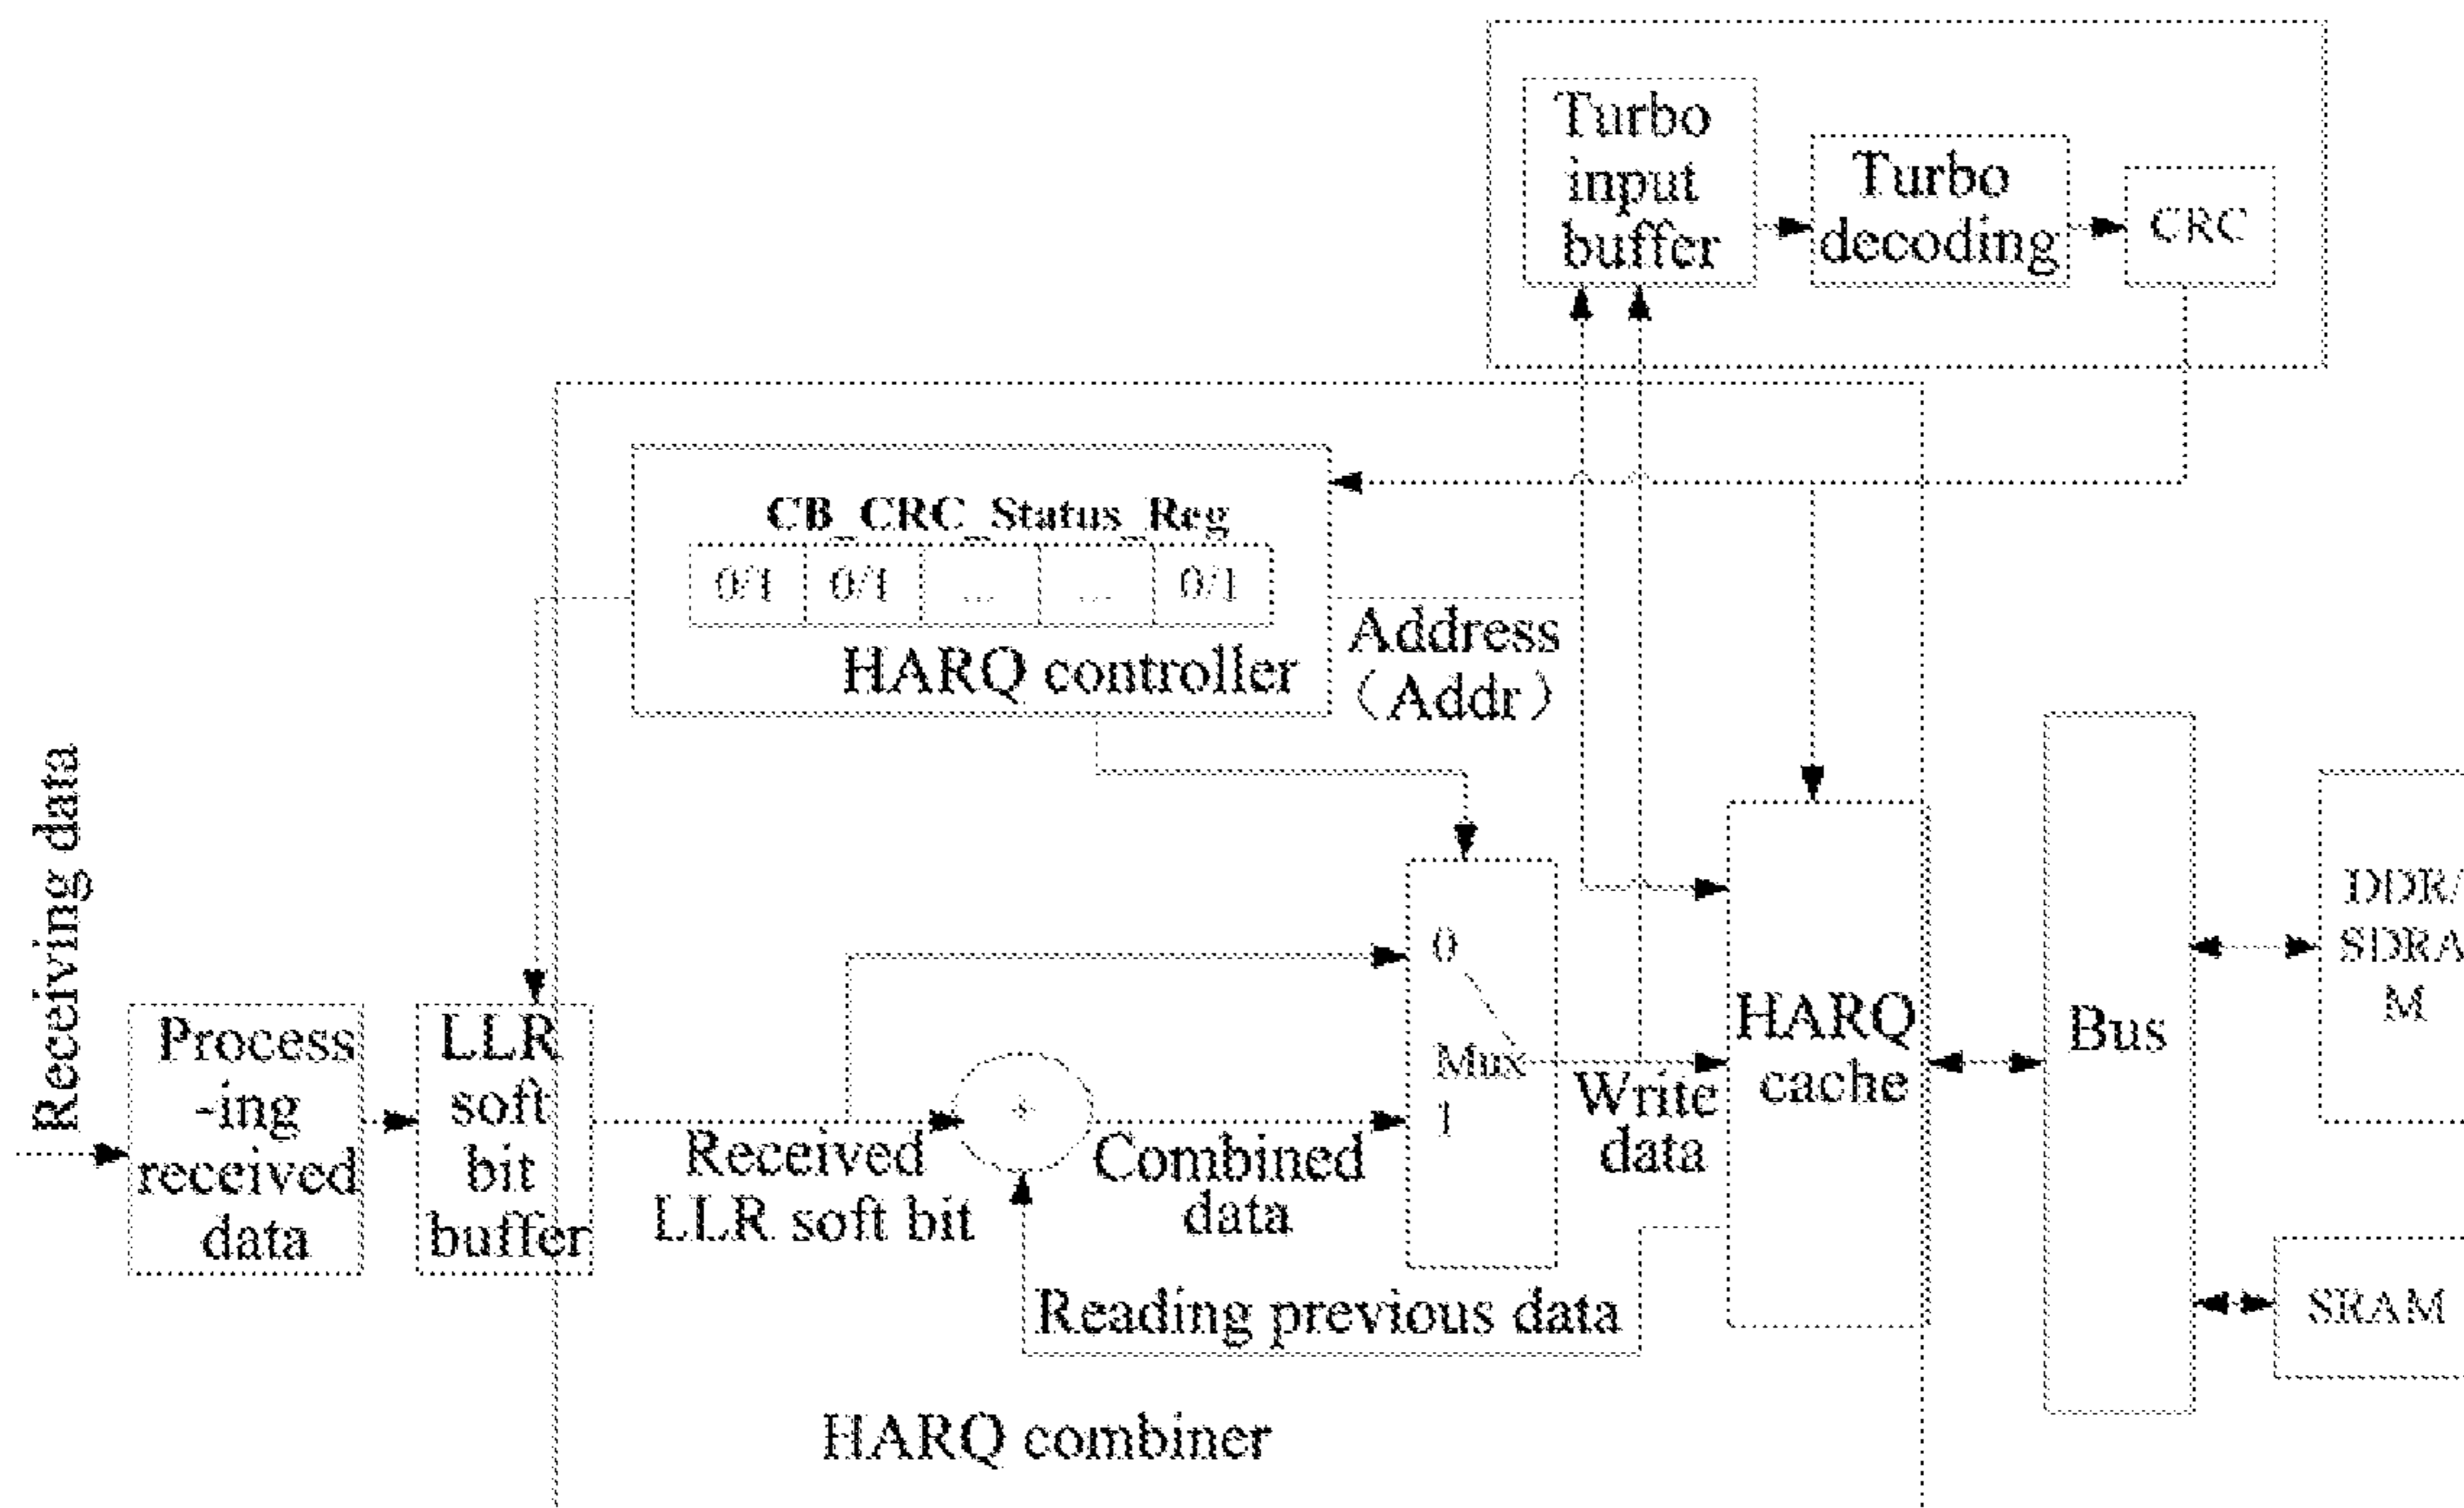 Turbo
input
buffer
Turbo
decoding
CRC
CB_CRC_Status_Reg
0/1 0/1 ... ... 0/1
HARQ controller
Address
（Addr）
Receiving data
Process
-ing
received
data
LLR
soft
bit
buffer
Received
LLR soft bit
+
Combined
data
0
Mux
1
Write
data
HARQ
cache
Reading previous data
HARQ combiner
Bus
DDR/
SDRA
M
SRAM